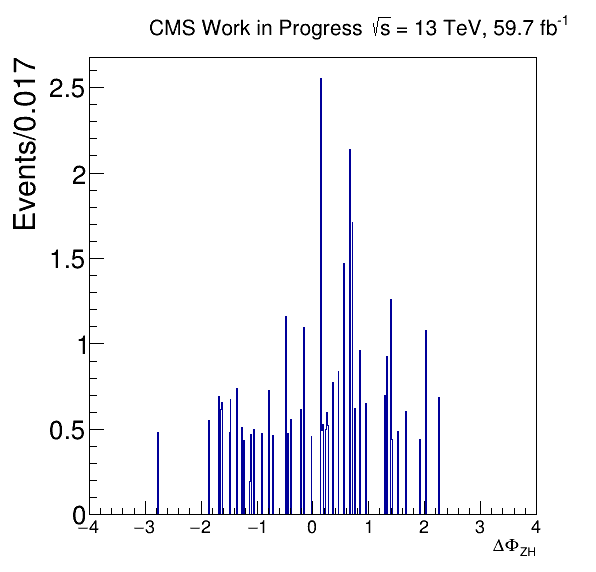 CMS Work in Progress √s = 13 TeV, 59.7 fb⁻¹
Events/0.017
2.5
2
1.5
1
0.5
0
−4 −3 −2 −1 0 1 2 3 4
ΔΦ_ZH